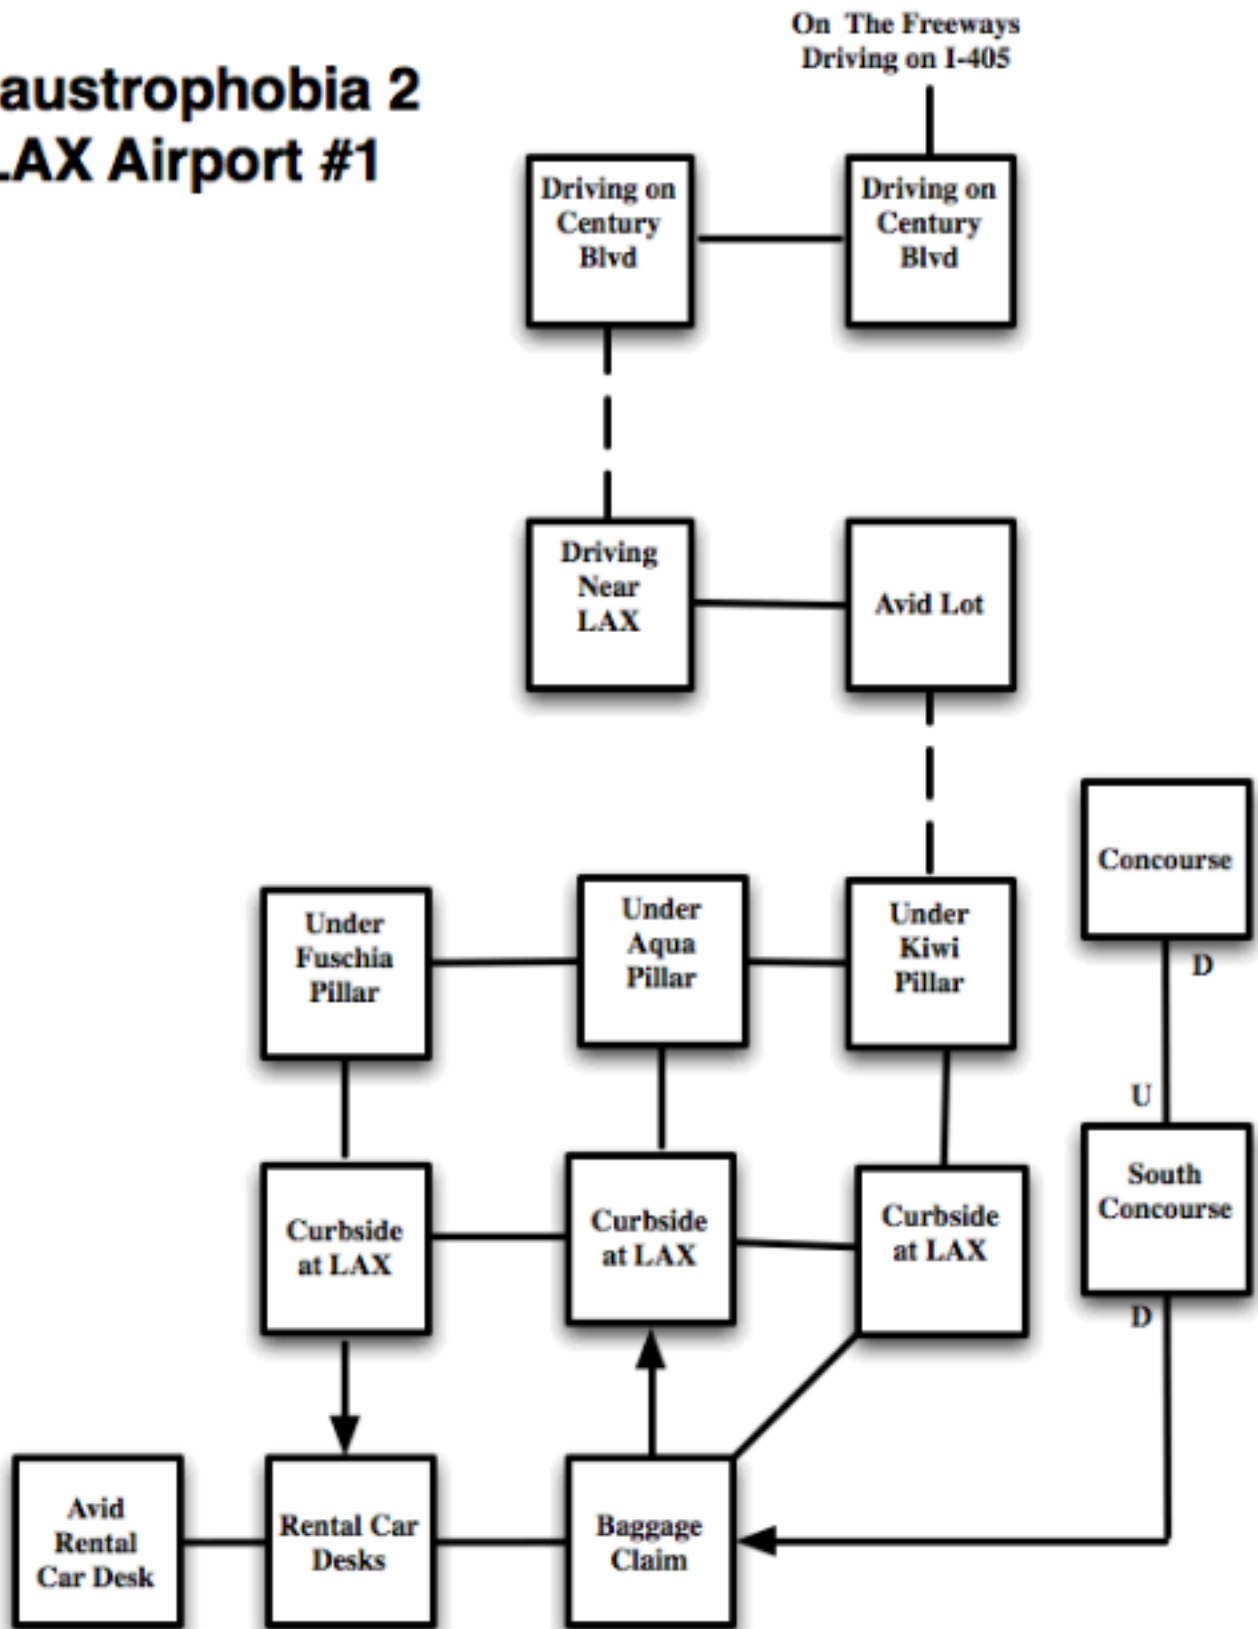 austrophobia 2
LAX Airport #1
On The Freeways
Driving on I-405
Driving on
Century
Blvd
Driving on
Century
Blvd
Driving
Near
LAX
Avid Lot
Concourse
D
Under
Fuschia
Pillar
Under
Aqua
Pillar
Under
Kiwi
Pillar
U
South
Concourse
D
Curbside
at LAX
Curbside
at LAX
Curbside
at LAX
Avid
Rental
Car Desk
Rental Car
Desks
Baggage
Claim